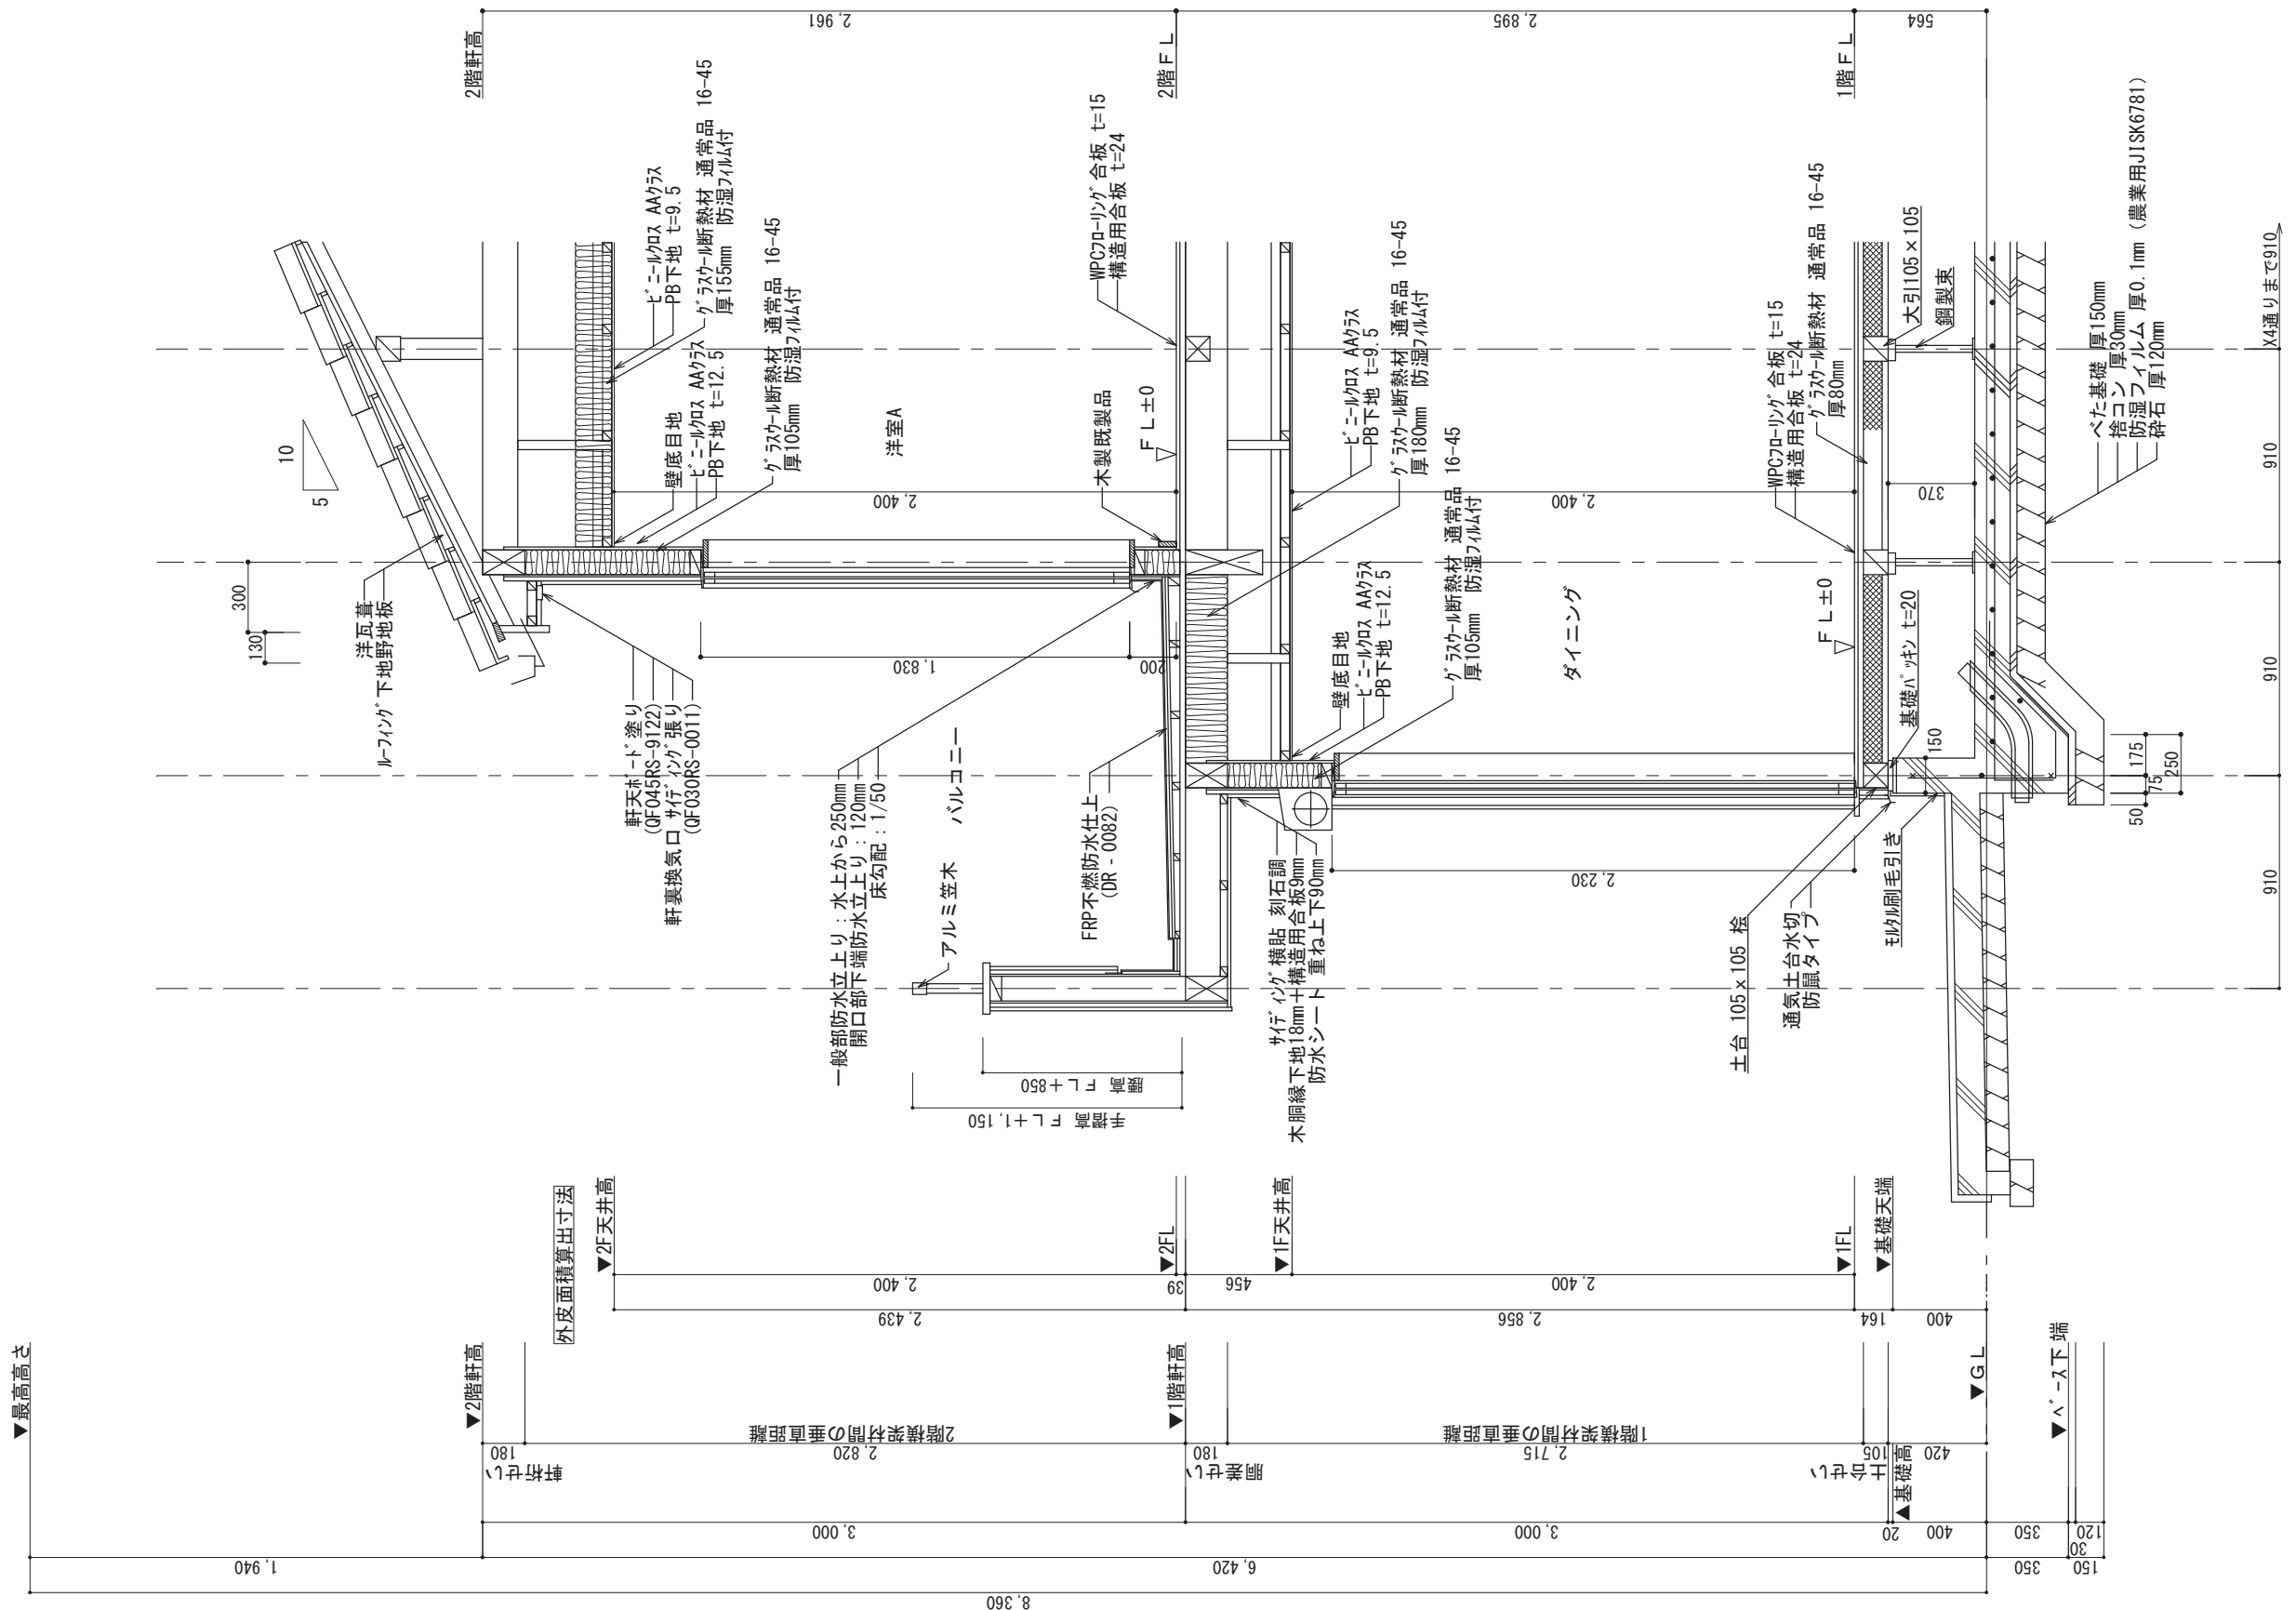 2階軒高
2,961
2階ＦＬ
2,895
1階ＦＬ
564
10
5
300
130
洋瓦葺
ルーフィング下地野地板
軒天ボード塗り
(QF045RS-9122)
軒裏換気口 サイディング張り
(QF030RS-0011)
ビニールクロス AAクラス
PB下地 t=9.5
グラスウール断熱材 通常品 16-45
厚155mm 防湿フィルム付
壁底目地
ビニールクロス AAクラス
PB下地 t=12.5
グラスウール断熱材 通常品 16-45
厚105mm 防湿フィルム付
洋室A
2,400
木製既製品
ＦＬ±0
WPCフローリング 合板 t=15
構造用合板 t=24
1,830
200
一般部防水立上り：水上から250mm
開口部下端防水立上り：120mm
床勾配：1/50
バルコニー
アルミ笠木
FRP不燃防水仕上
(DR-0082)
腰高 ＦＬ＋850
手摺高 ＦＬ＋1,150
ビニールクロス AAクラス
PB下地 t=9.5
グラスウール断熱材 通常品 16-45
厚180mm 防湿フィルム付
壁底目地
ビニールクロス AAクラス
PB下地 t=12.5
グラスウール断熱材 通常品 16-45
厚105mm 防湿フィルム付
サイディング横貼 刻石調
木胴縁下地18mm＋構造用合板9mm
防水シート 重ね上下90mm
ダイニング
2,400
2,230
ＦＬ±0
WPCフローリング 合板 t=15
構造用合板 t=24
グラスウール断熱材 通常品 16-45
厚80mm
大引105×105
鋼製束
370
基礎パッキン t=20
150
土台 105×105 桧
通気土台水切
防鼠タイプ
モルタル刷毛引き
べた基礎 厚150mm
捨コン 厚30mm
防湿フィルム 厚0.1mm (農業用JISK6781)
砕石 厚120mm
175
75
250
50
X4通りまで910
910
910
910
外皮面積算出寸法
▼2F天井高
▼2FL
▼1F天井高
▼1FL
▼基礎天端
2,400
39
456
2,400
2,439
2,856
164
400
▼最高高さ
▼2階軒高
▼1階軒高
▼ＧＬ
▼ベース下端
2階横架材間の垂直距離
1階横架材間の垂直距離
180
2,820
180
2,715
105
420
軒桁せい
胴差せい
土台せい
▲基礎高
3,000
3,000
20
400
350
120
30
1,940
6,420
350
150
8,360